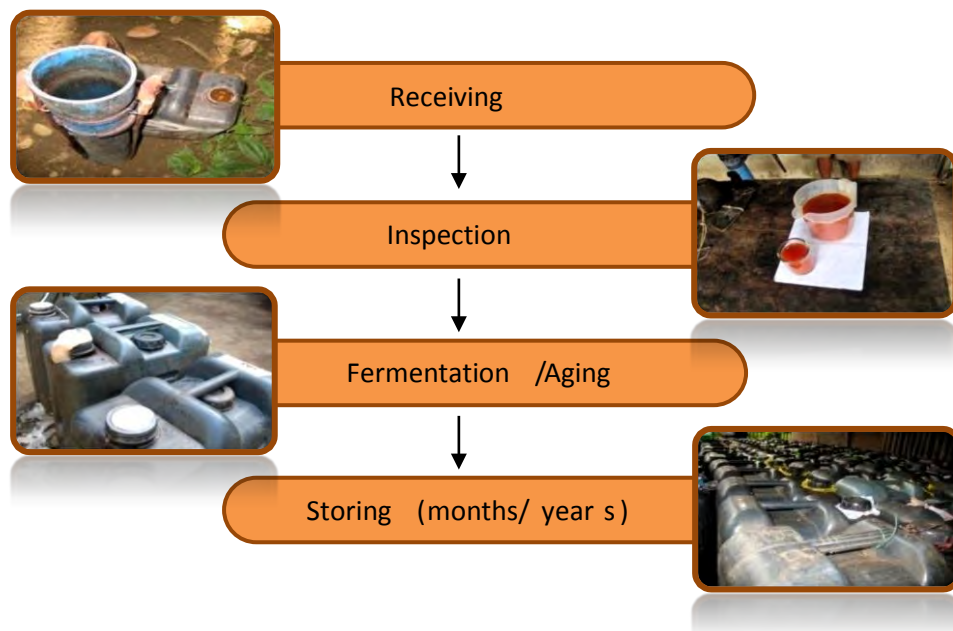 Receiving
Inspection
Fermentation /Aging
Storing (months/ year s)